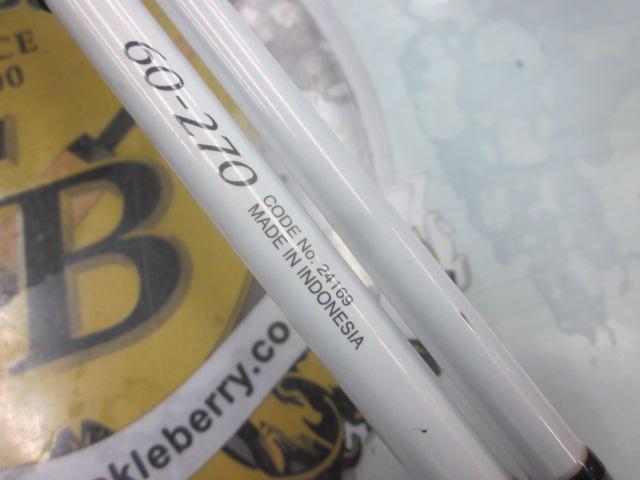 60-270
CODE No. 24169
MADE IN INDONESIA
B
kleberry.co